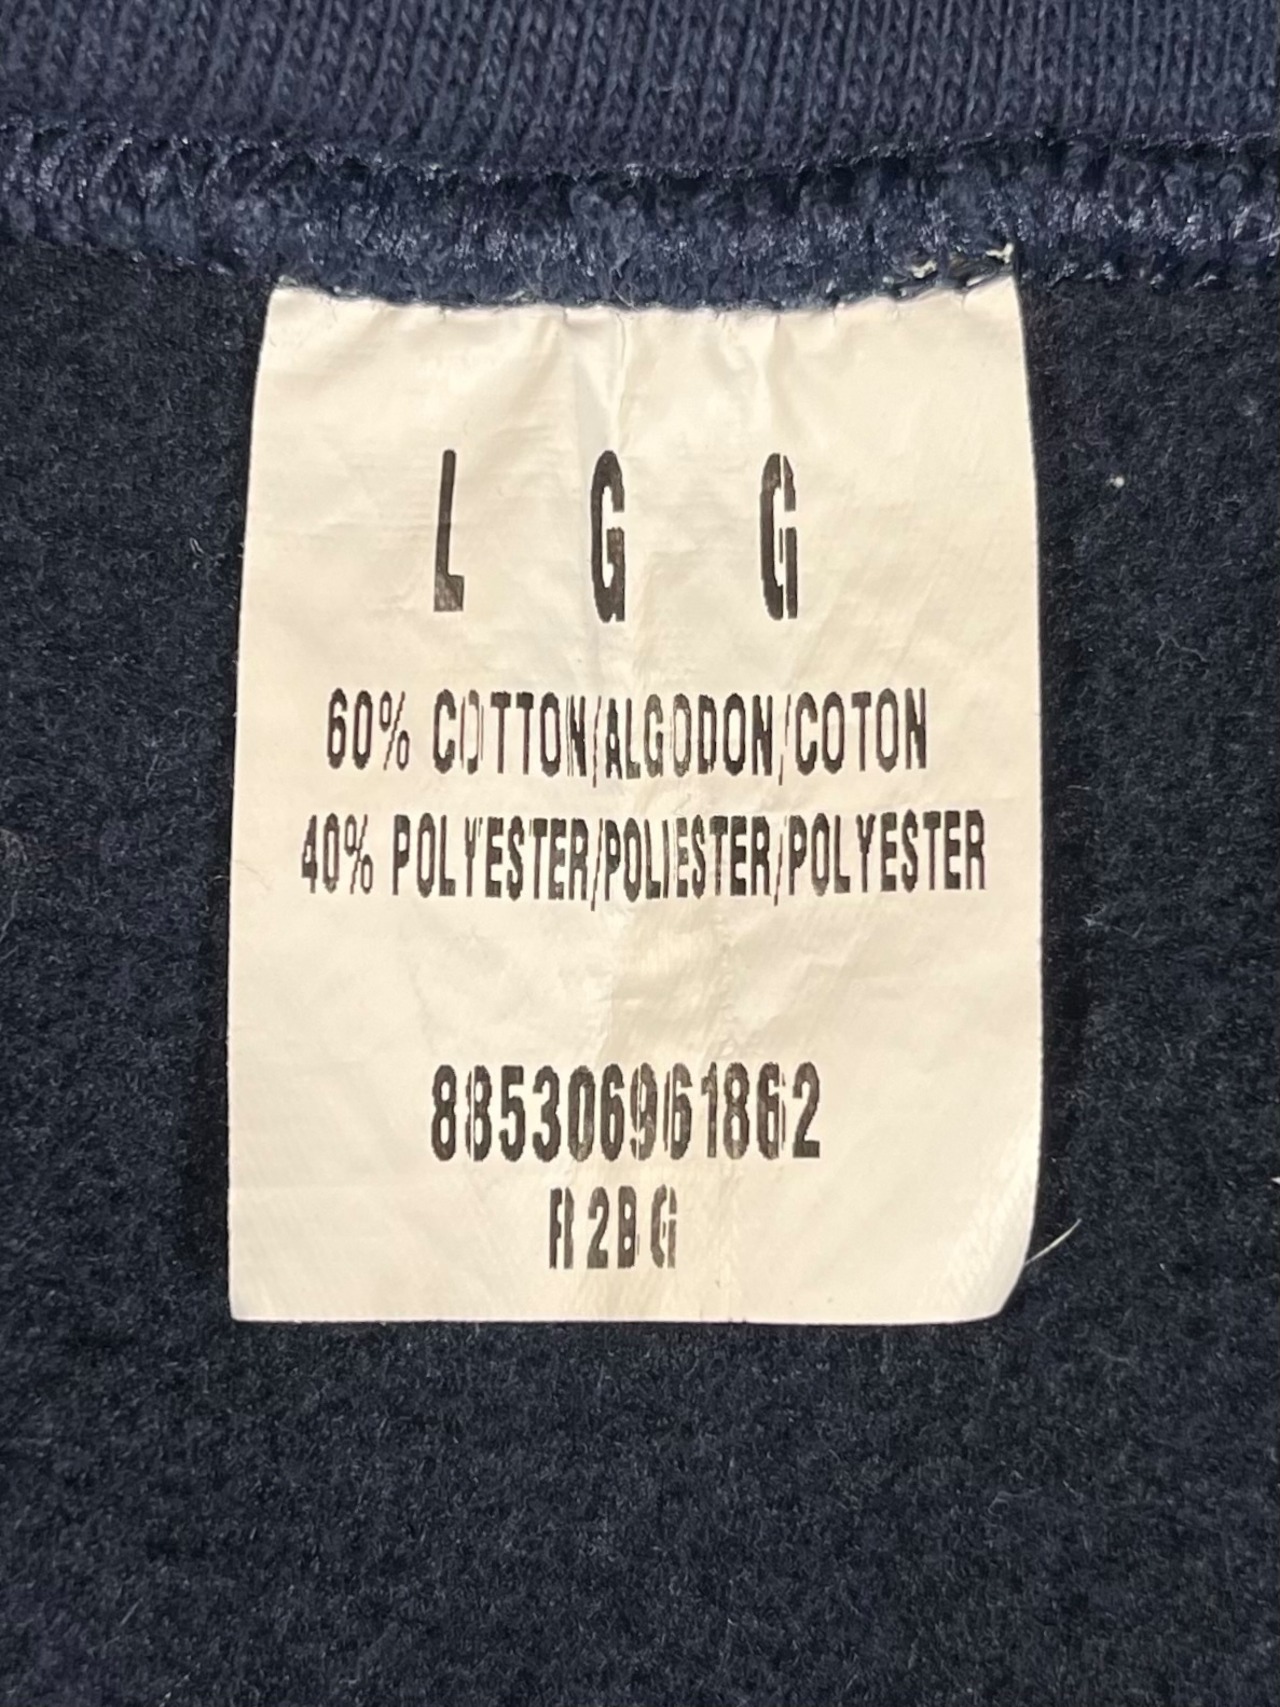 L G G
60% COTTON/ALGODON/COTON
40% POLYESTER/POLIESTER/POLYESTER
885306961862
R2BG